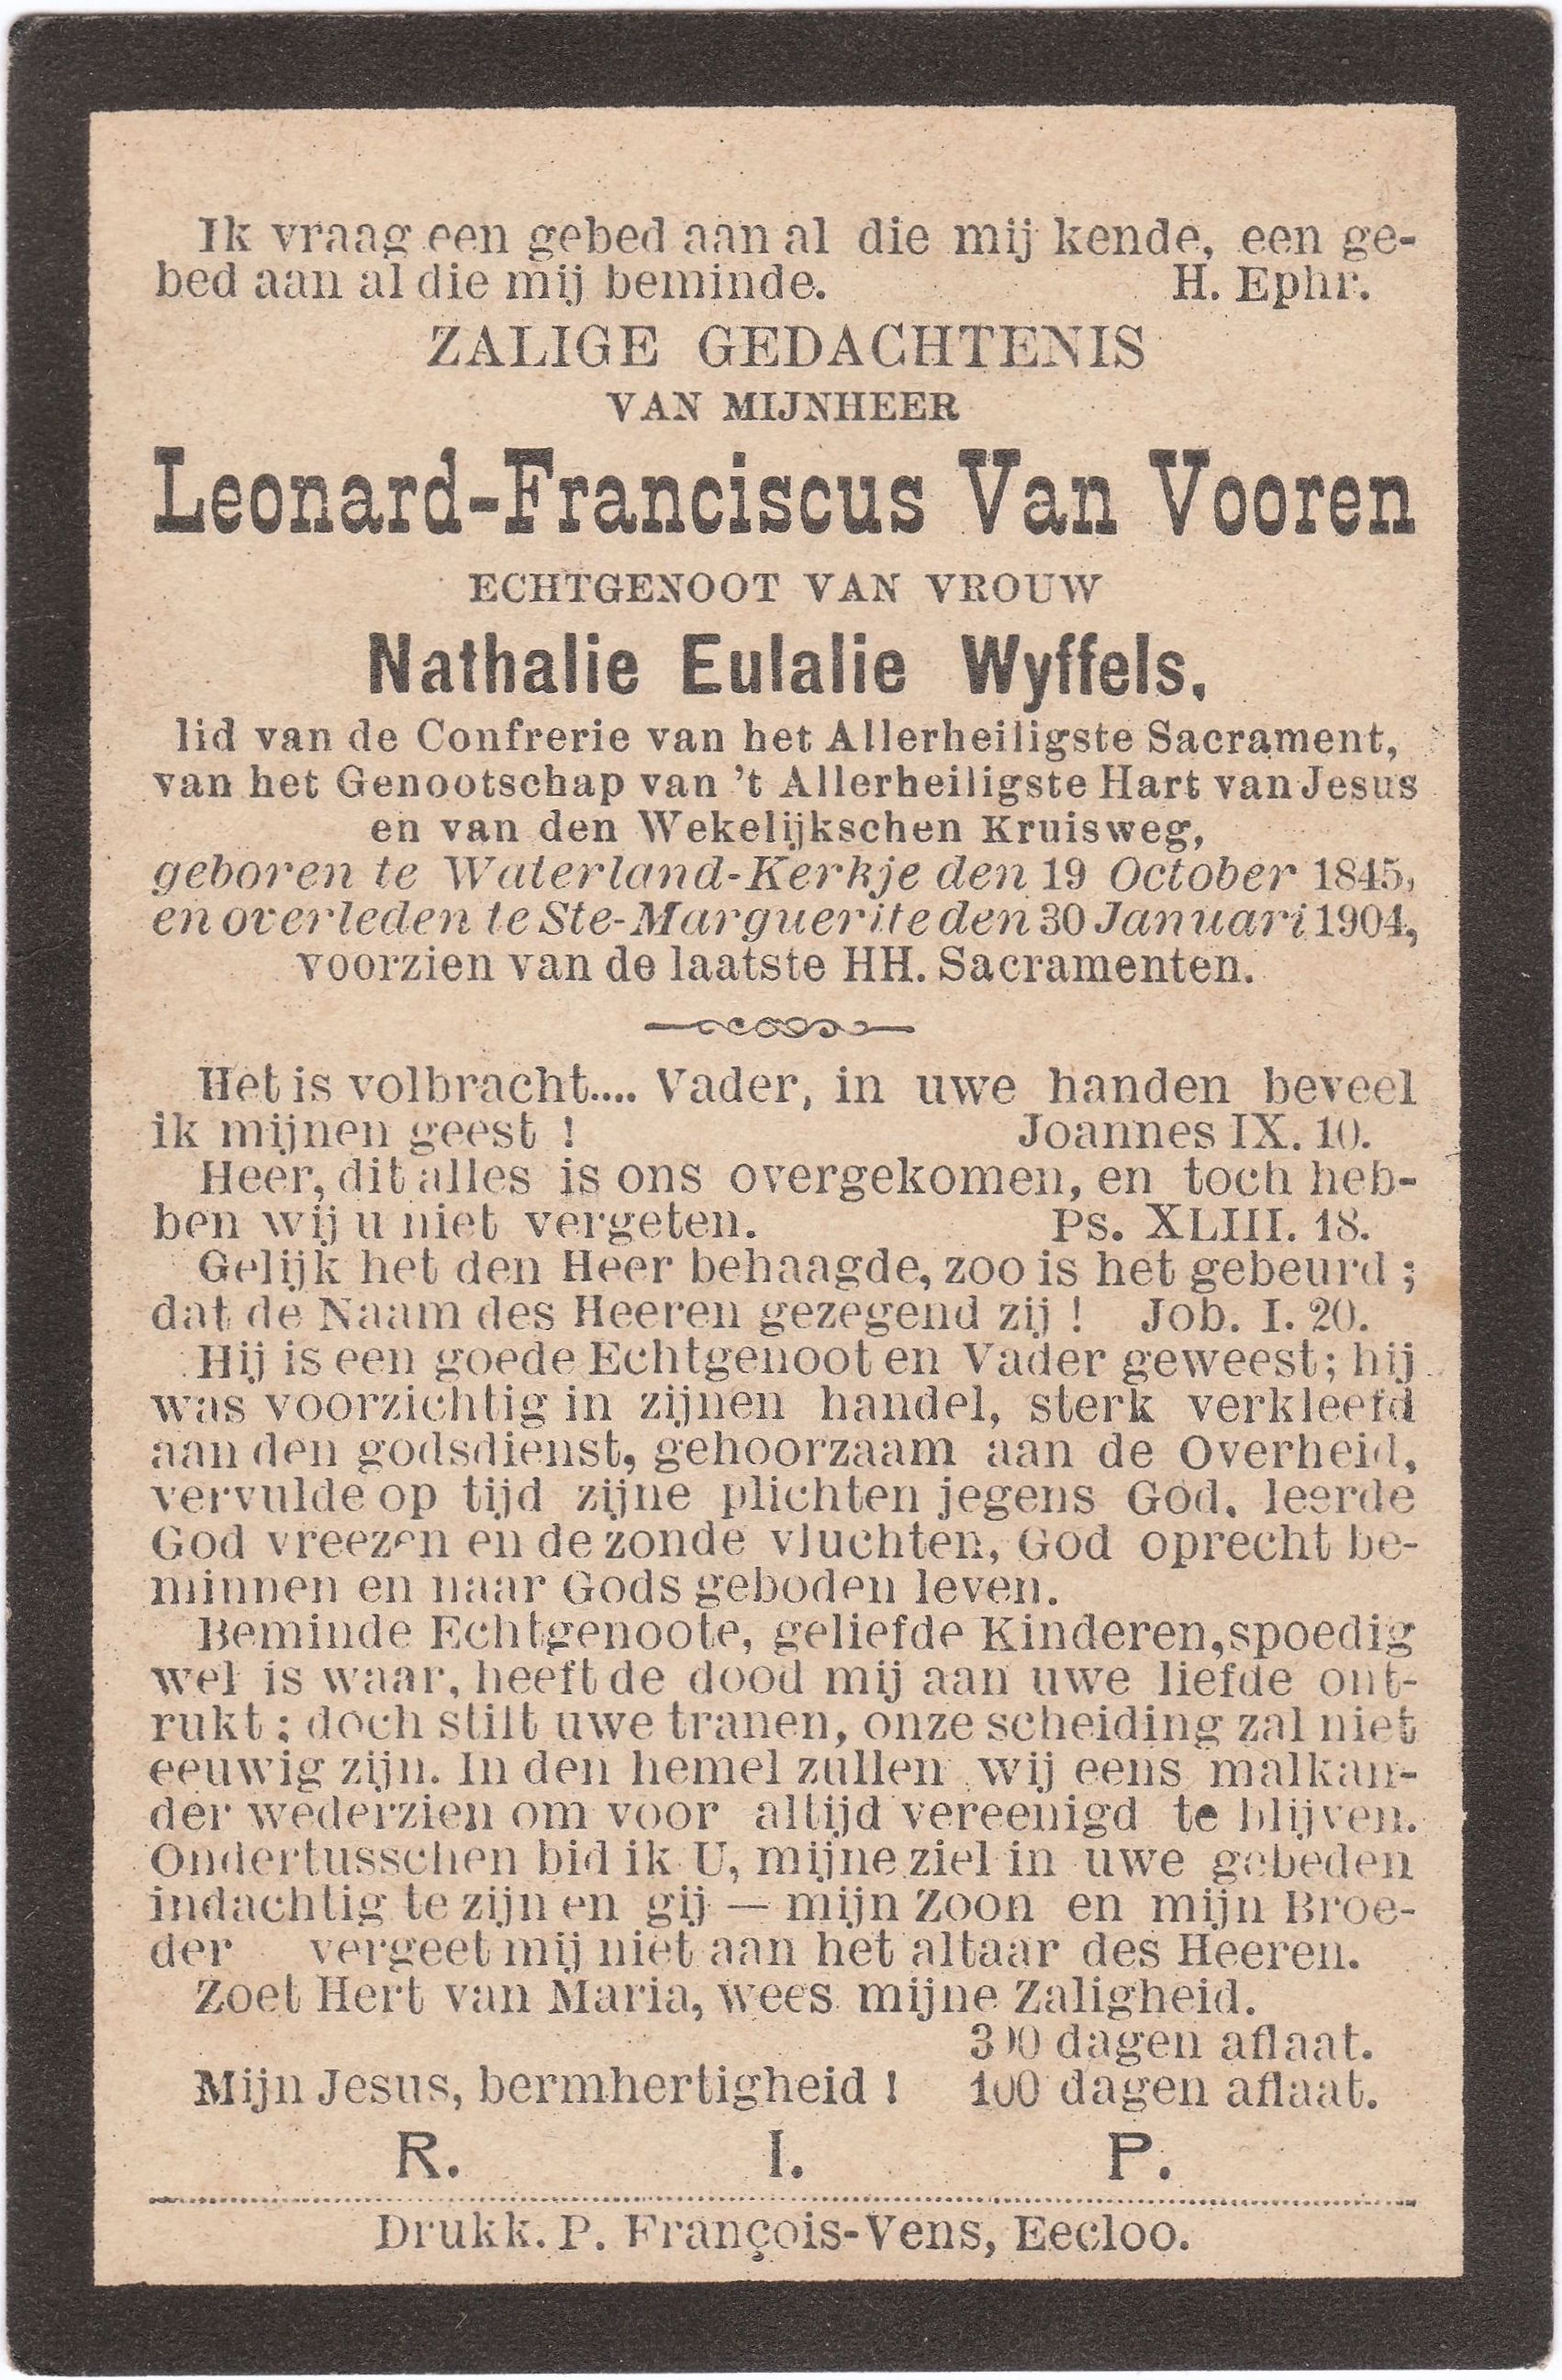 Ik vraag een gebed aan al die mij kende, een ge-
bed aan al die mij beminde. H. Ephr.
ZALIGE GEDACHTENIS
VAN MIJNHEER
Leonard-Franciscus Van Vooren
ECHTGENOOT VAN VROUW
Nathalie Eulalie Wyffels,
lid van de Confrerie van het Allerheiligste Sacrament,
van het Genootschap van 't Allerheiligste Hart van Jesus
en van den Wekelijkschen Kruisweg,
geboren te Waterland-Kerkje den 19 October 1845,
en overleden te Ste-Marguerite den 30 Januari 1904,
voorzien van de laatste HH. Sacramenten.
Het is volbracht.... Vader, in uwe handen beveel
ik mijnen geest ! Joannes IX. 10.
Heer, dit alles is ons overgekomen, en toch heb-
ben wij u niet vergeten. Ps. XLIII. 18.
Gelijk het den Heer behaagde, zoo is het gebeurd ;
dat de Naam des Heeren gezegend zij ! Job. I. 20.
Hij is een goede Echtgenoot en Vader geweest; hij
was voorzichtig in zijnen handel, sterk verkleefd
aan den godsdienst, gehoorzaam aan de Overheid,
vervulde op tijd zijne plichten jegens God, leerde
God vreezen en de zonde vluchten, God oprecht be-
minnen en naar Gods geboden leven.
Beminde Echtgenoote, geliefde Kinderen, spoedig
wel is waar, heeft de dood mij aan uwe liefde ont-
rukt ; doch stilt uwe tranen, onze scheiding zal niet
eeuwig zijn. In den hemel zullen wij eens malkan-
der wederzien om voor altijd vereenigd te blijven.
Ondertusschen bid ik U, mijne ziel in uwe gebeden
indachtig te zijn en gij — mijn Zoon en mijn Broe-
der vergeet mij niet aan het altaar des Heeren.
Zoet Hert van Maria, wees mijne Zaligheid.
300 dagen aflaat.
Mijn Jesus, bermhertigheid ! 100 dagen aflaat.
R. I. P.
Drukk. P. François-Vens, Eecloo.